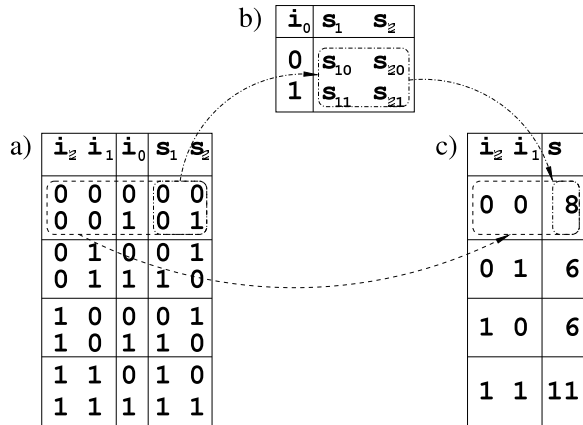 b)
i₀ s₁ s₂
0 s₁₀ s₂₀
1 s₁₁ s₂₁
a)
i₂ i₁ i₀ s₁ s₂
0 0 0 0 0
0 0 1 0 1
0 1 0 0 1
0 1 1 1 0
1 0 0 0 1
1 0 1 1 0
1 1 0 1 0
1 1 1 1 1
c)
i₂ i₁ s
0 0 8
0 1 6
1 0 6
1 1 11